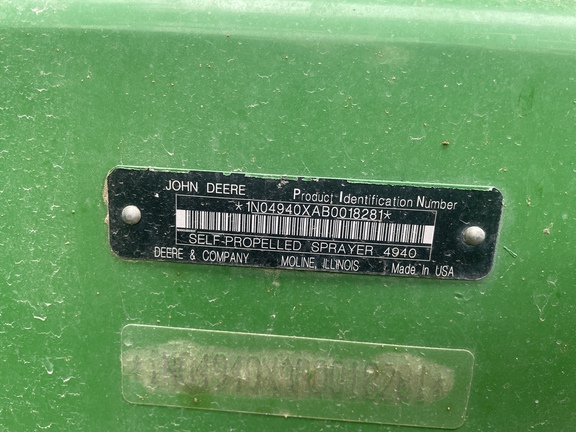 JOHN DEERE Product Identification Number
*1N04940XAB0018281*
SELF-PROPELLED SPRAYER 4940
DEERE & COMPANY MOLINE, ILLINOIS Made In USA